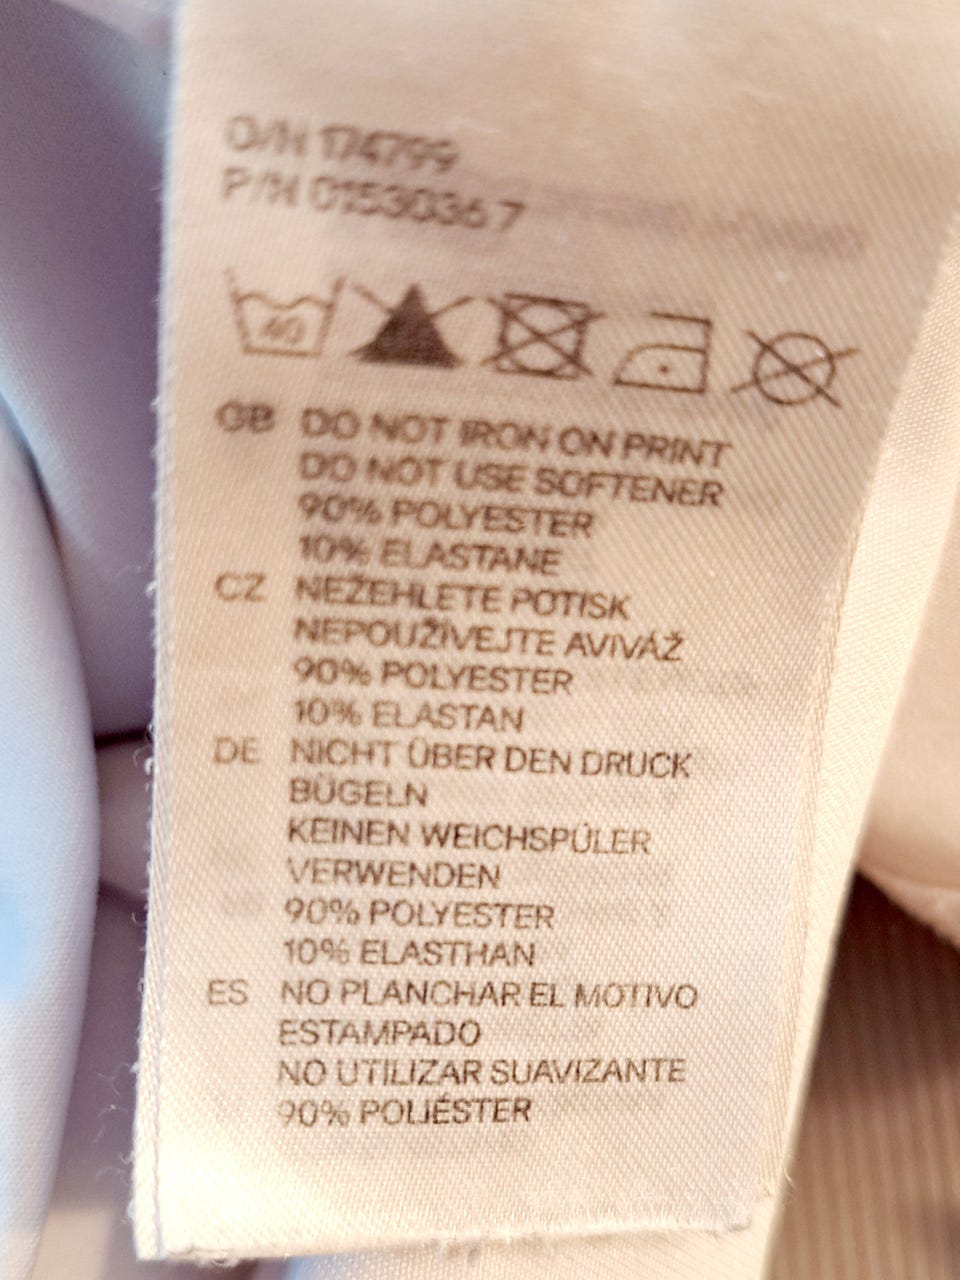 O/N 174799
P/N 01530367
40
GB DO NOT IRON ON PRINT
DO NOT USE SOFTENER
90% POLYESTER
10% ELASTANE
CZ NEŽEHLETE POTISK
NEPOUŽÍVEJTE AVIVÁŽ
90% POLYESTER
10% ELASTAN
DE NICHT ÜBER DEN DRUCK
BÜGELN
KEINEN WEICHSPÜLER
VERWENDEN
90% POLYESTER
10% ELASTHAN
ES NO PLANCHAR EL MOTIVO
ESTAMPADO
NO UTILIZAR SUAVIZANTE
90% POLIÉSTER